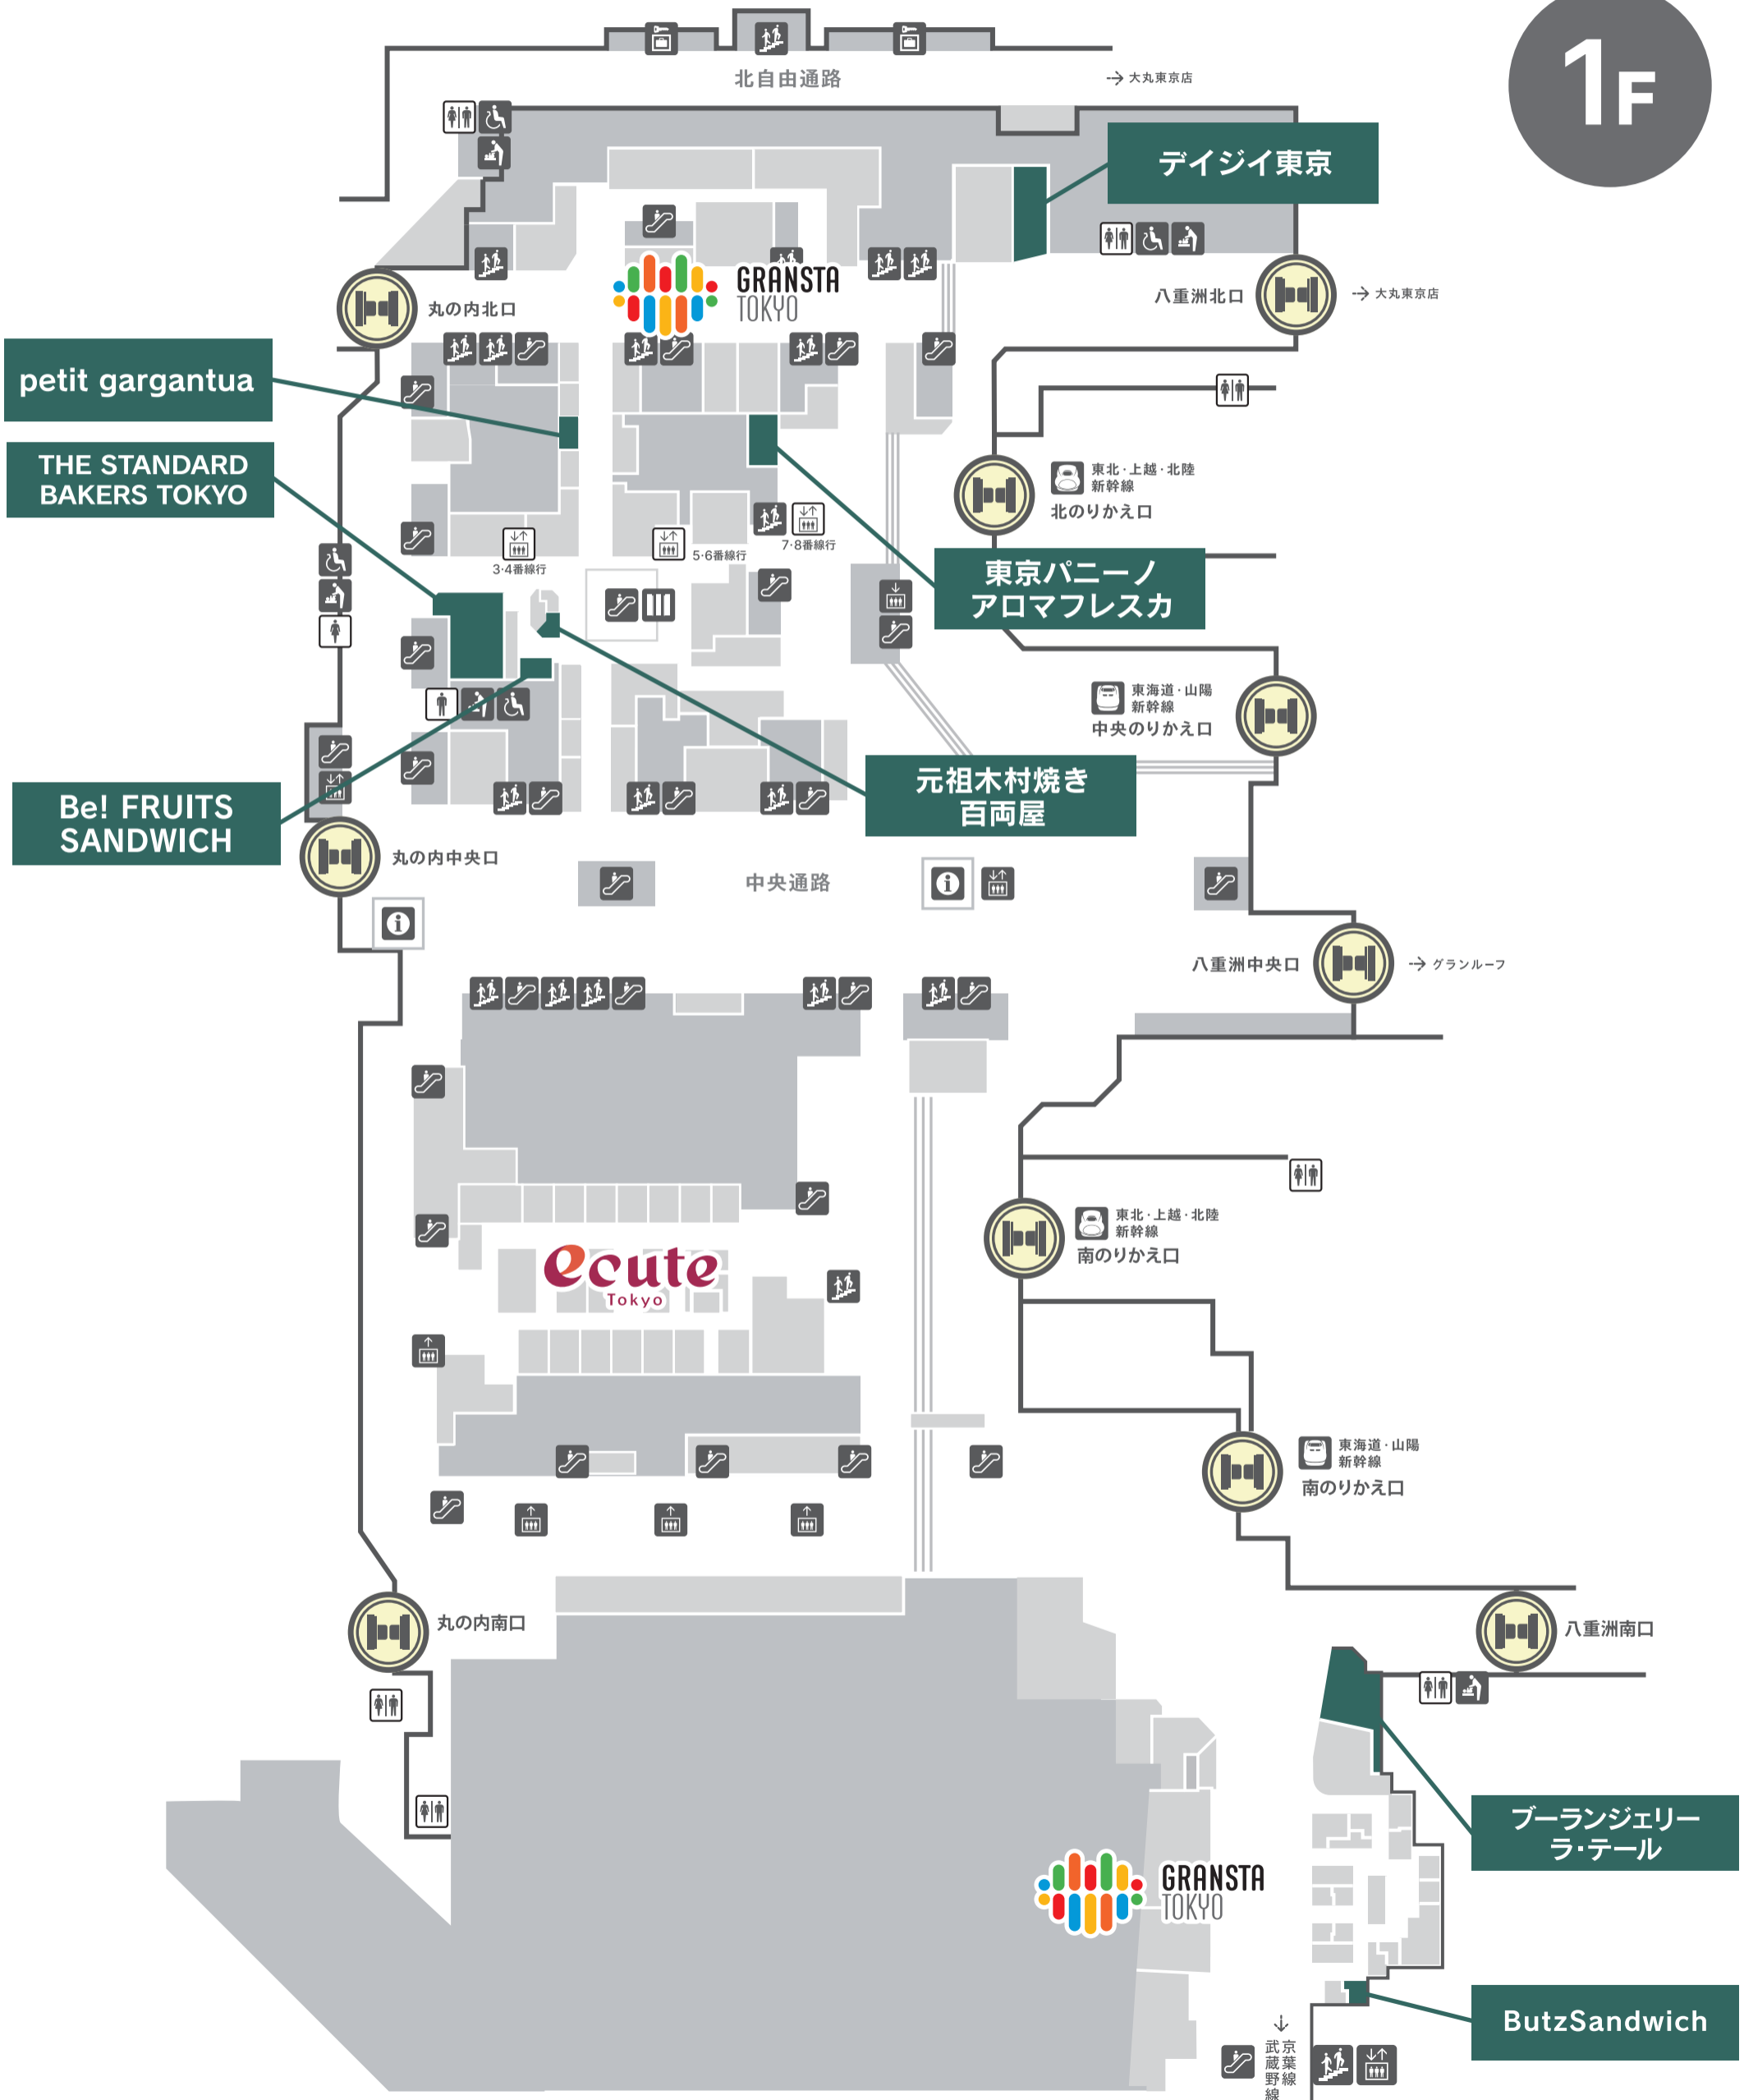 1F
北自由通路
大丸東京店
デイジイ東京
GRANSTA
TOKYO
丸の内北口
八重洲北口
大丸東京店
petit gargantua
THE STANDARD
BAKERS TOKYO
東北・上越・北陸
新幹線
北のりかえ口
3・4番線行
5・6番線行
7・8番線行
東京パニーノ
アロマフレスカ
東海道・山陽
新幹線
中央のりかえ口
元祖木村焼き
百両屋
Be! FRUITS
SANDWICH
丸の内中央口
中央通路
八重洲中央口
グランルーフ
ecute
Tokyo
東北・上越・北陸
新幹線
南のりかえ口
東海道・山陽
新幹線
南のりかえ口
丸の内南口
八重洲南口
ブーランジェリー
ラ・テール
GRANSTA
TOKYO
ButzSandwich
京葉線
武蔵野線